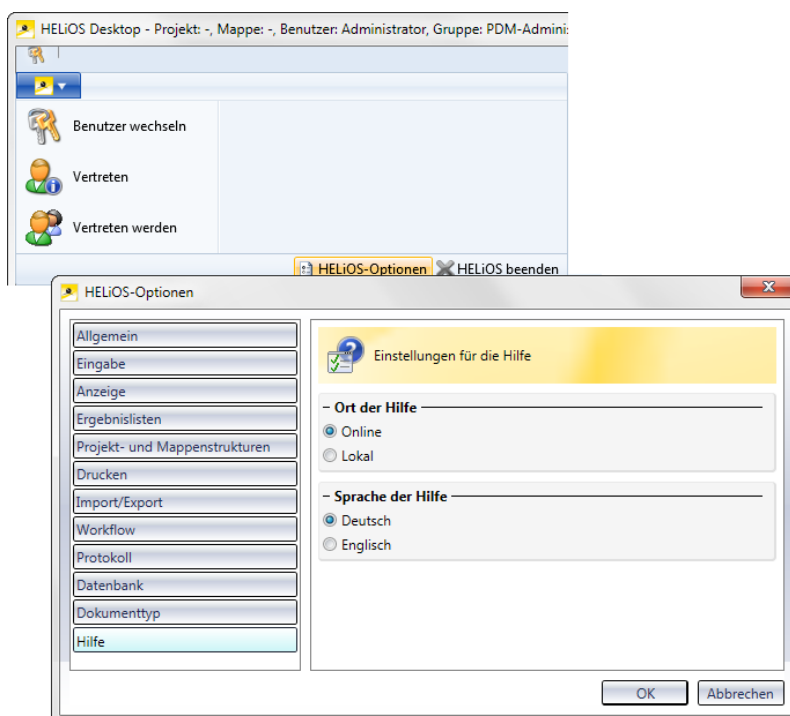 HELiOS Desktop - Projekt: -, Mappe: -, Benutzer: Administrator, Gruppe: PDM-Admini
Benutzer wechseln
Vertreten
Vertreten werden
HELiOS-Optionen HELiOS beenden
HELiOS-Optionen
Allgemein
Eingabe
Anzeige
Ergebnislisten
Projekt- und Mappenstrukturen
Drucken
Import/Export
Workflow
Protokoll
Datenbank
Dokumenttyp
Hilfe
Einstellungen für die Hilfe
- Ort der Hilfe
Online
Lokal
- Sprache der Hilfe
Deutsch
Englisch
OK Abbrechen